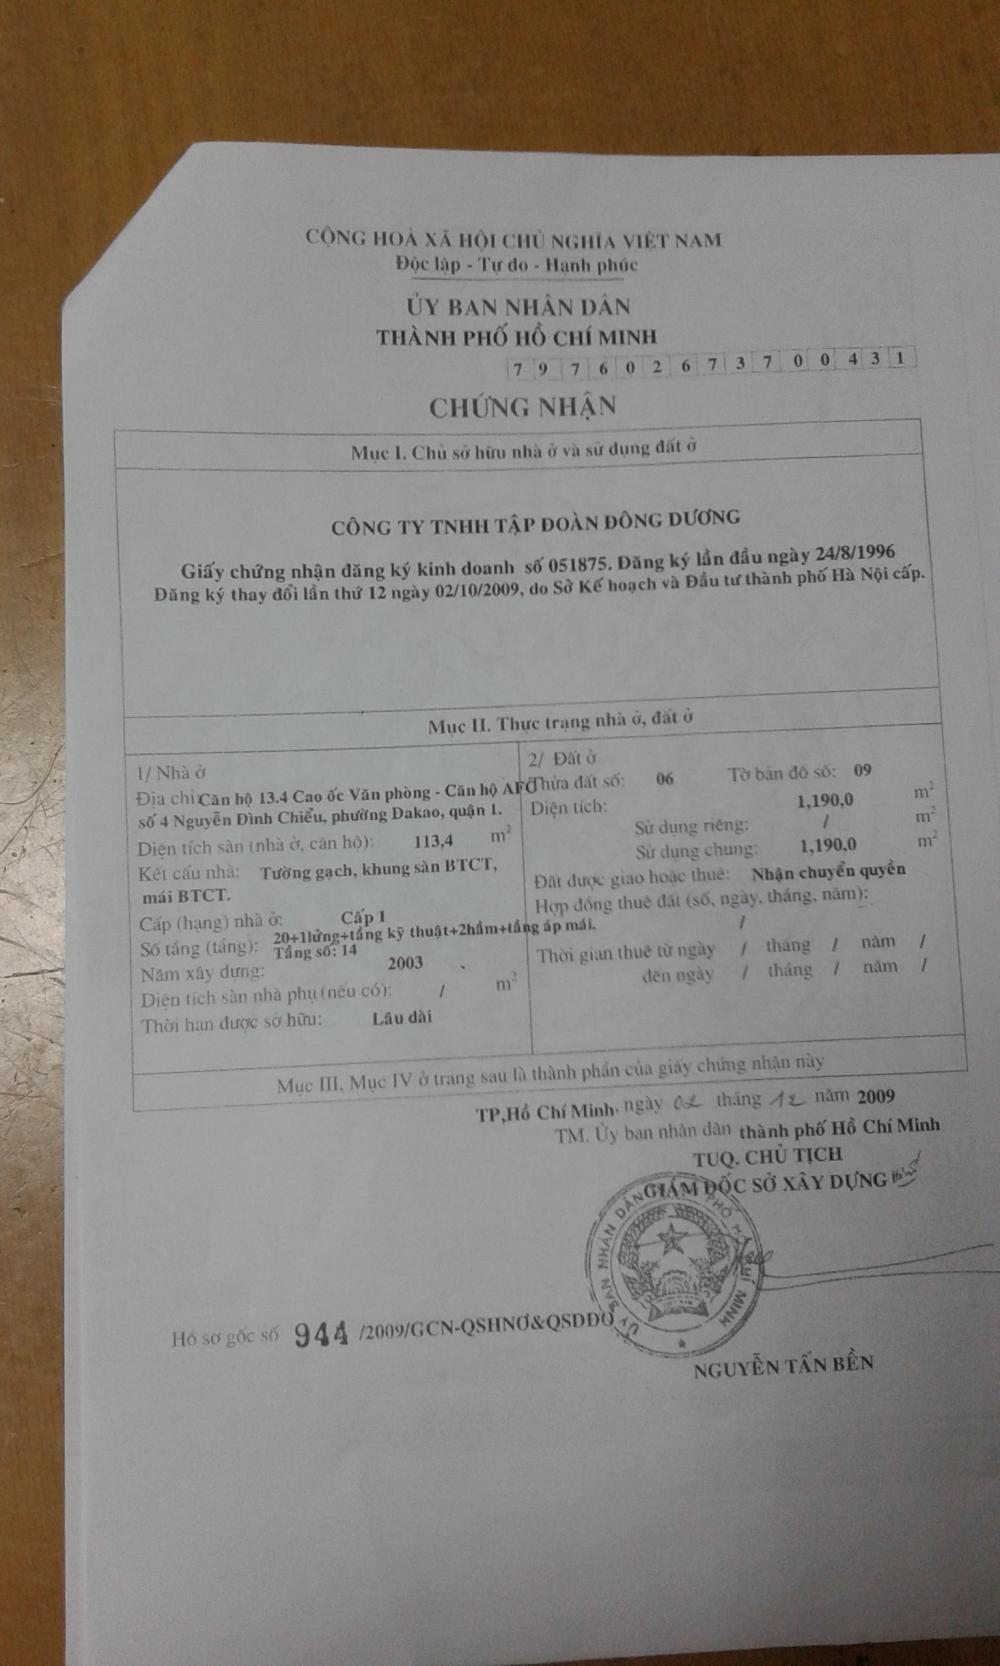 CỘNG HOÀ XÃ HỘI CHỦ NGHĨA VIỆT NAM
Độc lập - Tự do - Hạnh phúc
ỦY BAN NHÂN DÂN
THÀNH PHỐ HỒ CHÍ MINH
7 9 7 6 0 2 6 7 3 7 0 0 4 3 1
CHỨNG NHẬN
Mục I. Chủ sở hữu nhà ở và sử dụng đất ở
CÔNG TY TNHH TẬP ĐOÀN ĐÔNG DƯƠNG
Giấy chứng nhận đăng ký kinh doanh số 051875. Đăng ký lần đầu ngày 24/8/1996
Đăng ký thay đổi lần thứ 12 ngày 02/10/2009, do Sở Kế hoạch và Đầu tư thành phố Hà Nội cấp.
Mục II. Thực trạng nhà ở, đất ở
1/ Nhà ở
Địa chỉ: Căn hộ 13.4 Cao ốc Văn phòng - Căn hộ AFC
số 4 Nguyễn Đình Chiểu, phường Dakao, quận 1.
Diện tích sàn (nhà ở, căn hộ): 113,4 m²
Kết cấu nhà: Tường gạch, khung sàn BTCT,
mái BTCT.
Cấp (hạng) nhà ở: Cấp 1
Số tầng (tầng): 20+1lửng+tầng kỹ thuật+2hầm+tầng áp mái.
Tầng số: 14
Năm xây dựng: 2003
Diện tích sàn nhà phụ (nếu có): / m²
Thời hạn được sở hữu: Lâu dài
2/ Đất ở
Thửa đất số: 06 Tờ bản đồ số: 09
Diện tích: 1,190,0 m²
Sử dụng riêng: / m²
Sử dụng chung: 1,190,0 m²
Đất được giao hoặc thuê: Nhận chuyển quyền
Hợp đồng thuê đất (số, ngày, tháng, năm):
/
Thời gian thuê từ ngày / tháng / năm /
đến ngày / tháng / năm /
Mục III, Mục IV ở trang sau là thành phần của giấy chứng nhận này
TP,Hồ Chí Minh, ngày 02 tháng 12 năm 2009
TM. Ủy ban nhân dân thành phố Hồ Chí Minh
TUQ. CHỦ TỊCH
GIÁM ĐỐC SỞ XÂY DỰNG
Hồ sơ gốc số 944 /2009/GCN-QSHNƠ&QSDĐƠ
NGUYỄN TẤN BỀN